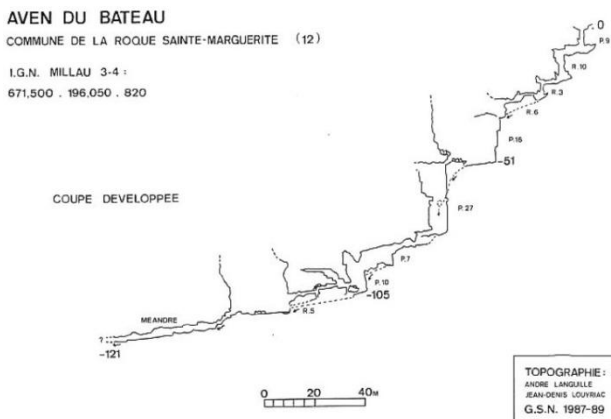 AVEN DU BATEAU
COMMUNE DE LA ROQUE SAINTE-MARGUERITE (12)
I.G.N. MILLAU 3-4 :
671,500 . 196,050 . 820
0
P.9
R.10
R.3
R.6
P.15
-51
COUPE DEVELOPPEE
P.27
P.7
P.10
-105
R.5
MEANDRE
?
-121
0 20 40M
TOPOGRAPHIE :
ANDRE LANGUILLE
JEAN-DENIS LOUVRIAC
G.S.N. 1987-89